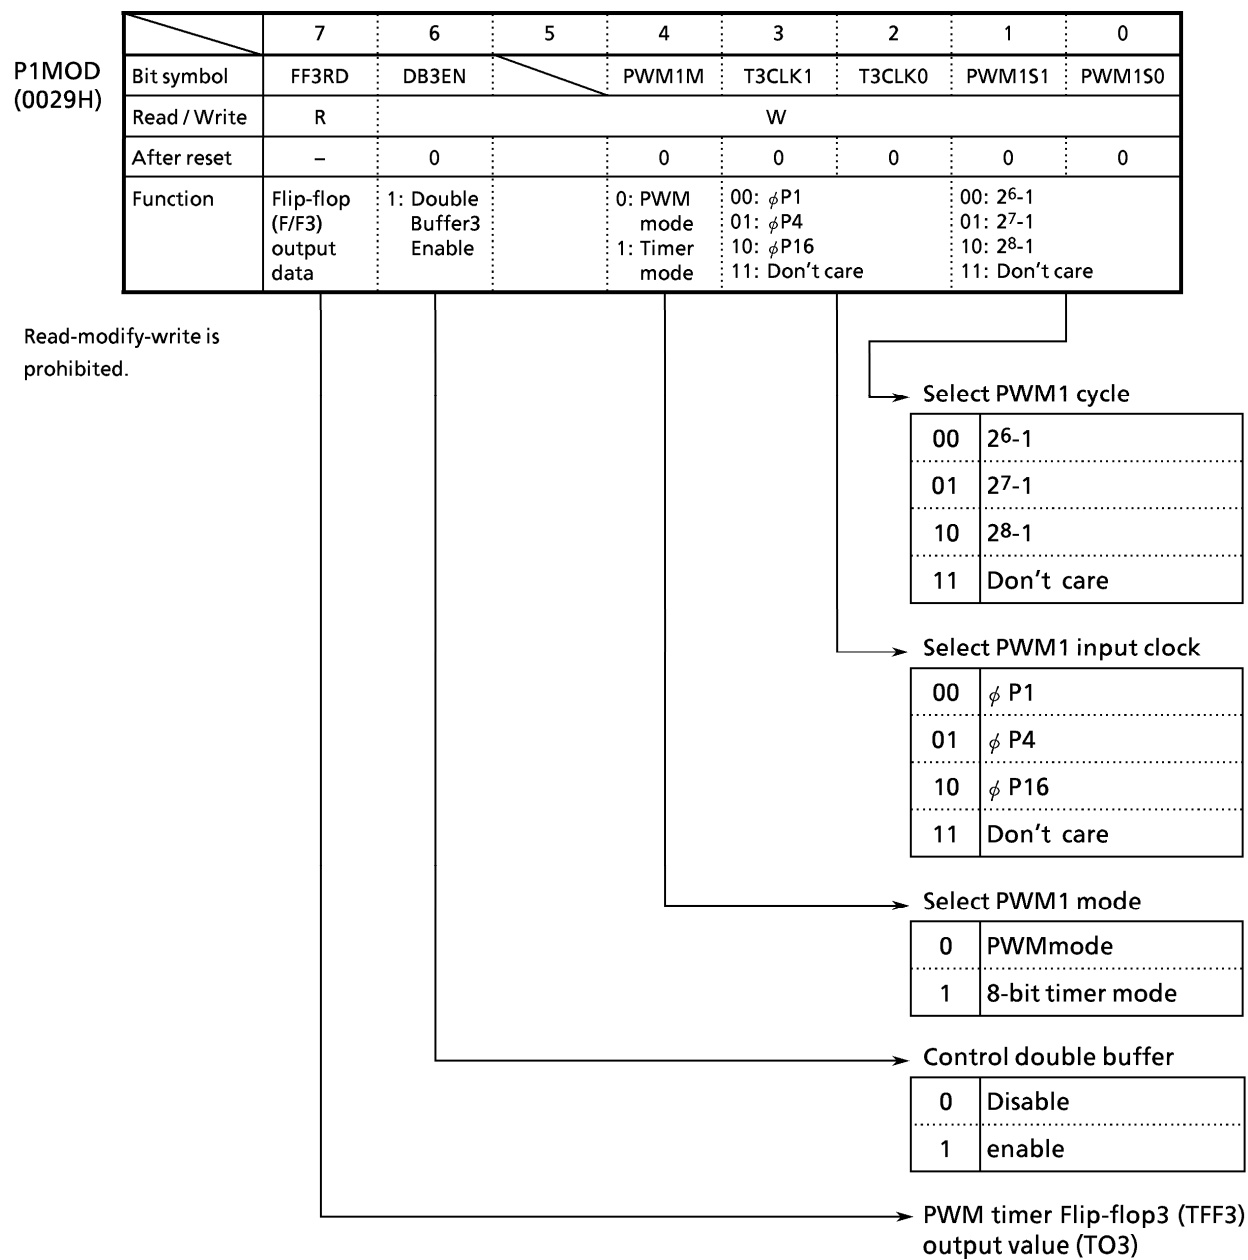 7 6 5 4 3 2 1 0
P1MOD
(0029H)
Bit symbol FF3RD DB3EN PWM1M T3CLK1 T3CLK0 PWM1S1 PWM1S0
Read / Write R W
After reset – 0 0 0 0 0 0
Function Flip-flop 1: Double 0: PWM 00: ϕP1 00: 2⁶-1
(F/F3) Buffer3 mode 01: ϕP4 01: 2⁷-1
output Enable 1: Timer 10: ϕP16 10: 2⁸-1
data mode 11: Don't care 11: Don't care
Read-modify-write is
prohibited.
Select PWM1 cycle
00 2⁶-1
01 2⁷-1
10 2⁸-1
11 Don't care
Select PWM1 input clock
00 ϕ P1
01 ϕ P4
10 ϕ P16
11 Don't care
Select PWM1 mode
0 PWMmode
1 8-bit timer mode
Control double buffer
0 Disable
1 enable
PWM timer Flip-flop3 (TFF3)
output value (TO3)